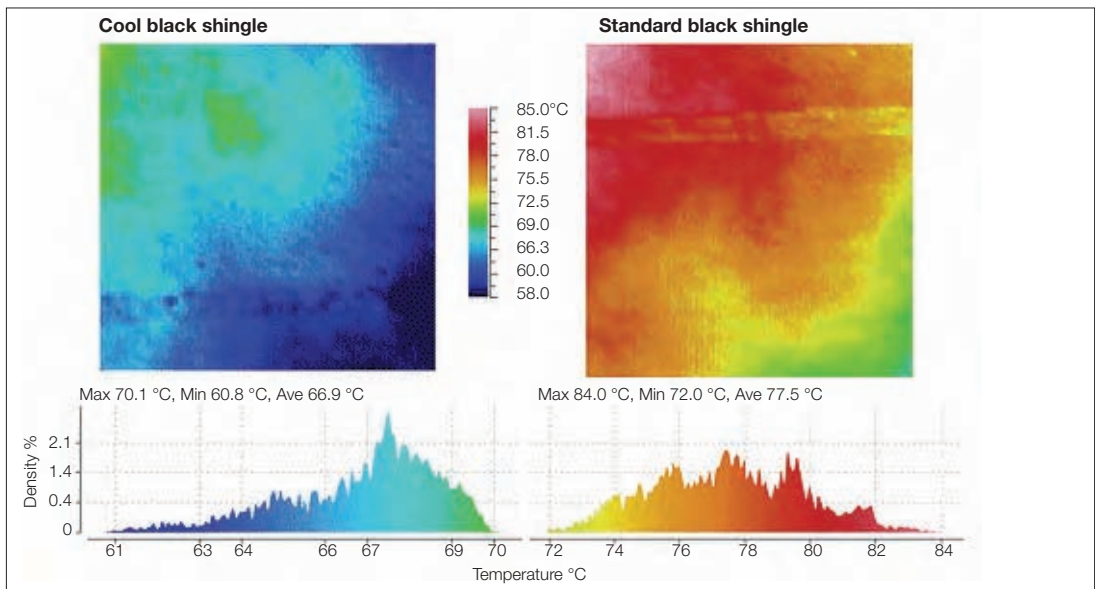 Cool black shingle
Standard black shingle
85.0°C
81.5
78.0
75.5
72.5
69.0
66.3
60.0
58.0
Max 70.1 °C, Min 60.8 °C, Ave 66.9 °C
Max 84.0 °C, Min 72.0 °C, Ave 77.5 °C
Density %
2.1
1.4
0.4
0
61 63 64 66 67 69 70
72 74 76 78 80 82 84
Temperature °C